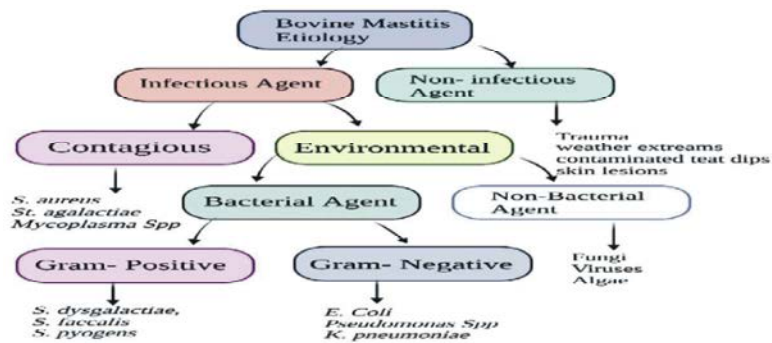 Bovine Mastitis
Etiology
Infectious Agent
Non- infectious
Agent
Contagious
Environmental
Trauma
weather extreams
contaminated teat dips
skin lesions
S. aureus
St. agalactiae
Mycoplasma Spp
Bacterial Agent
Non-Bacterial
Agent
Gram- Positive
Gram- Negative
Fungi
Viruses
Algae
S. dysgalactiae,
S. faccalis
S. pyogens
E. Coli
Pseudomonas Spp
K. pneumoniae